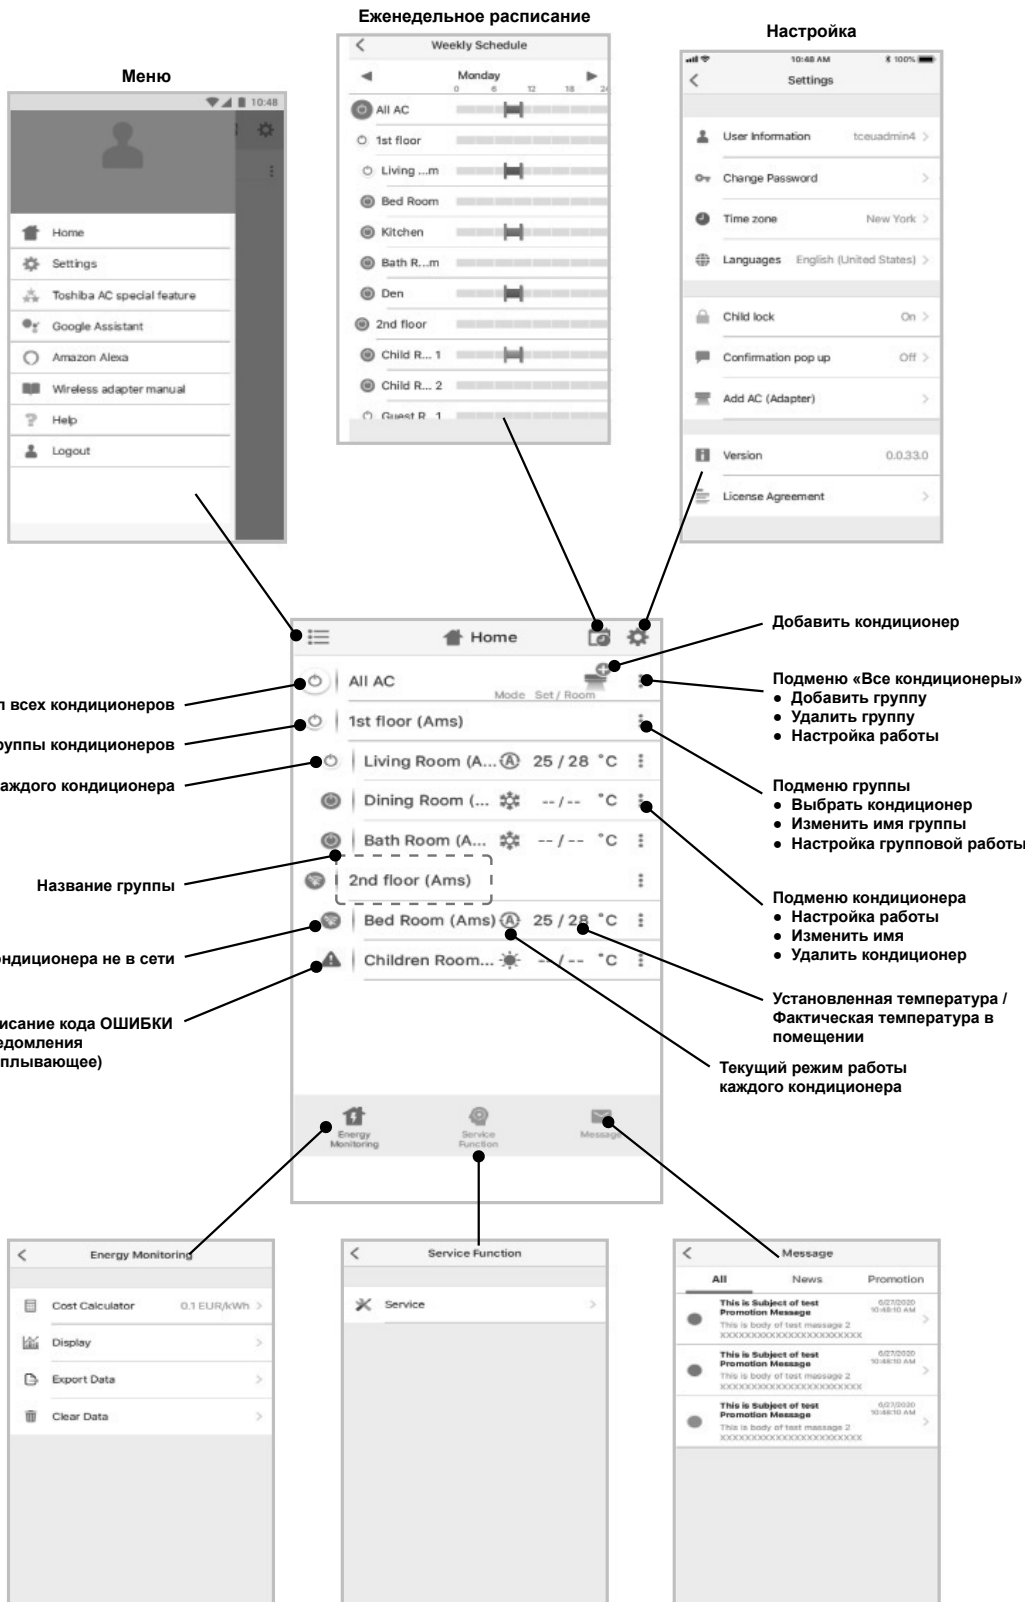 Еженедельное расписание
Настройка
Меню
10:48
Home
Settings
Toshiba AC special feature
Google Assistant
Amazon Alexa
Wireless adapter manual
Help
Logout
Weekly Schedule
Monday
0 6 12 18 24
All AC
1st floor
Living ...m
Bed Room
Kitchen
Bath R...m
Den
2nd floor
Child R... 1
Child R... 2
Guest R 1
10:48 AM
100%
Settings
User Information tceuadmin4
Change Password
Time zone New York
Languages English (United States)
Child lock On
Confirmation pop up Off
Add AC (Adapter)
Version 0.0.33.0
License Agreement
Home
All AC
Mode Set / Room
1st floor (Ams)
Living Room (A... 25 / 28 °C
Dining Room (... -- / -- °C
Bath Room (A... -- / -- °C
2nd floor (Ams)
Bed Room (Ams) 25 / 28 °C
Children Room... -- / -- °C
Energy
Monitoring
Service
Function
Message
всех кондиционеров
кондиционеров
каждого кондиционера
Название группы
кондиционера не в сети
кода ОШИБКИ
Добавить кондиционер
Подменю «Все кондиционеры»
● Добавить группу
● Удалить группу
● Настройка работы
Подменю группы
● Выбрать кондиционер
● Изменить имя группы
● Настройка групповой работы
Подменю кондиционера
● Настройка работы
● Изменить имя
● Удалить кондиционер
Установленная температура /
Фактическая температура в
помещении
Текущий режим работы
каждого кондиционера
Energy Monitoring
Cost Calculator 0.1 EUR/kWh
Display
Export Data
Clear Data
Service Function
Service
Message
All News Promotion
This is Subject of test
Promotion Message
6/27/2020
10:48:10 AM
This is body of test massage 2
XXXXXXXXXXXXXXXXXXXXXXX
This is Subject of test
Promotion Message
6/27/2020
10:48:10 AM
This is body of test massage 2
XXXXXXXXXXXXXXXXXXXXXXX
This is Subject of test
Promotion Message
6/27/2020
10:48:10 AM
This is body of test massage 2
XXXXXXXXXXXXXXXXXXXXXXX